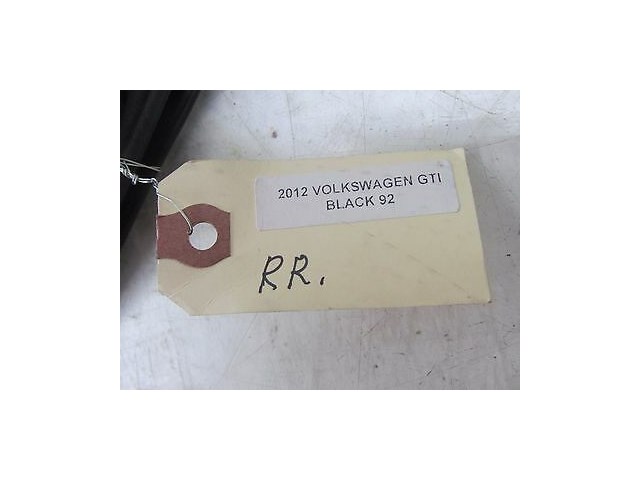 2012 VOLKSWAGEN GTI
BLACK 92
RR.